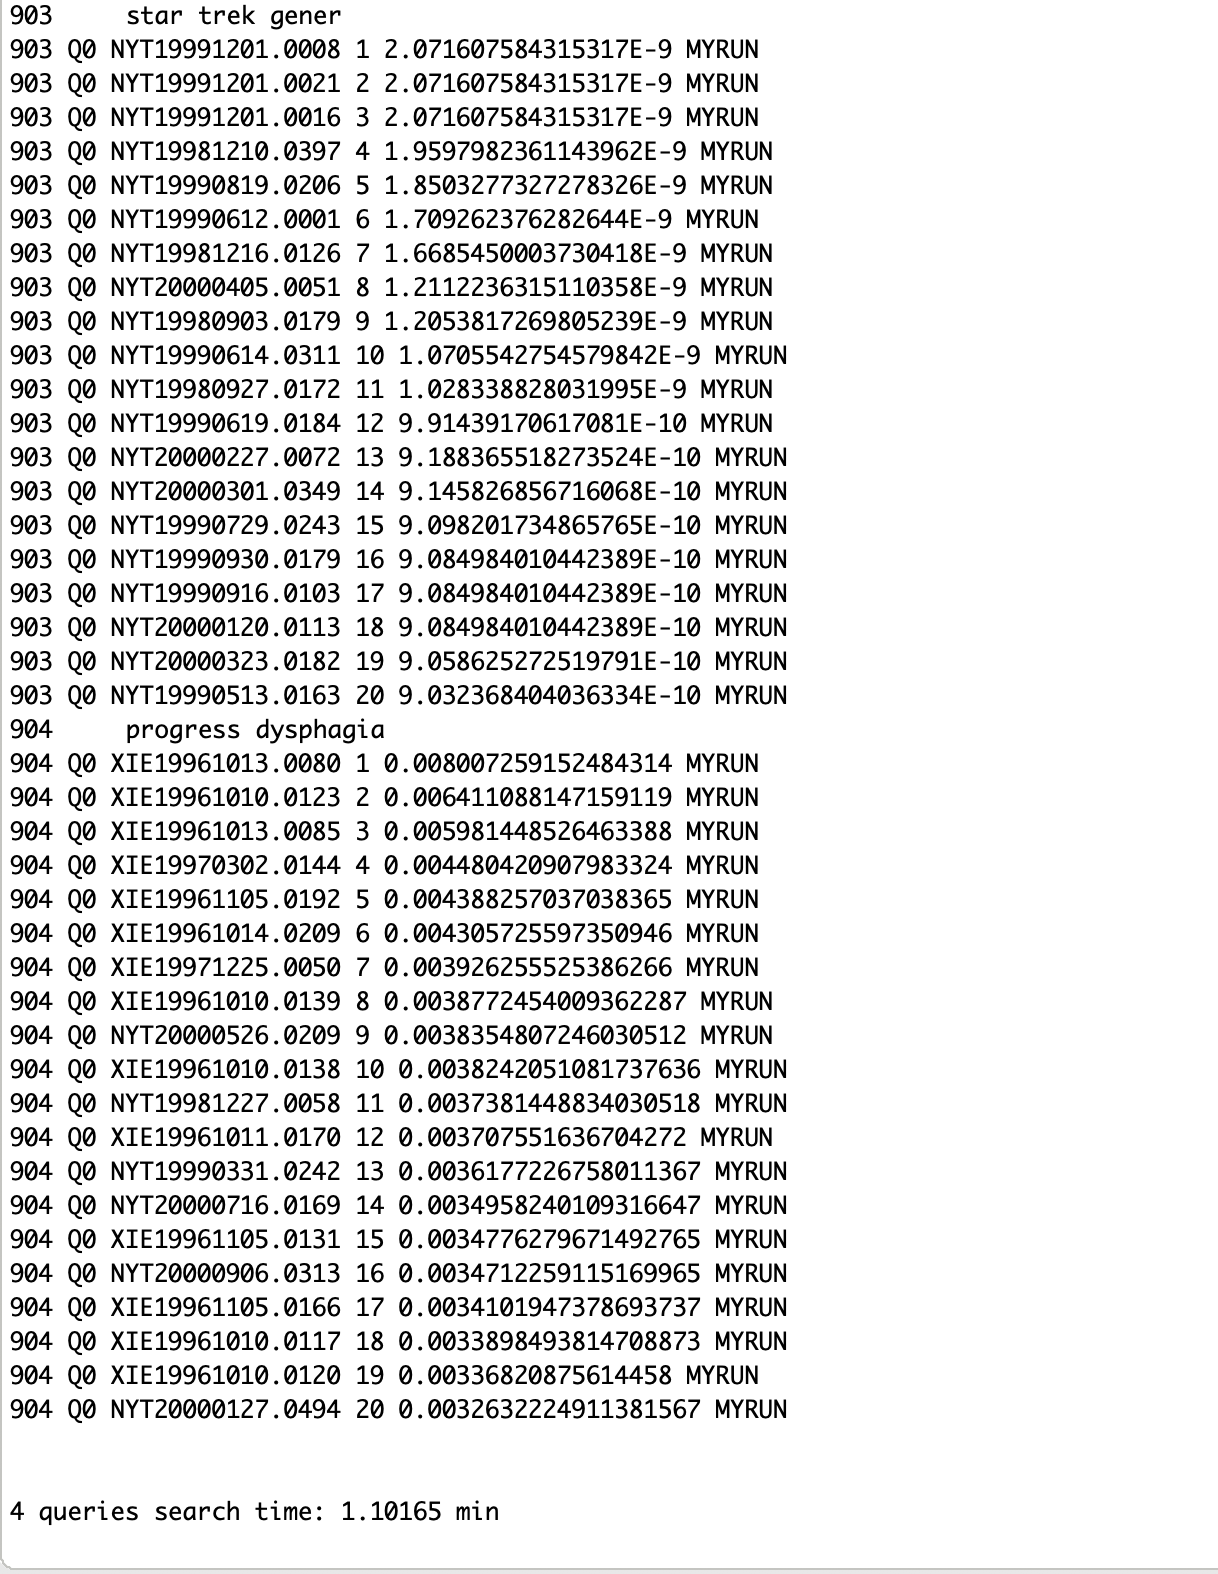 903     star trek gener
903 Q0 NYT19991201.0008 1 2.071607584315317E-9 MYRUN
903 Q0 NYT19991201.0021 2 2.071607584315317E-9 MYRUN
903 Q0 NYT19991201.0016 3 2.071607584315317E-9 MYRUN
903 Q0 NYT19981210.0397 4 1.9597982361143962E-9 MYRUN
903 Q0 NYT19990819.0206 5 1.8503277327278326E-9 MYRUN
903 Q0 NYT19990612.0001 6 1.709262376282644E-9 MYRUN
903 Q0 NYT19981216.0126 7 1.6685450003730418E-9 MYRUN
903 Q0 NYT20000405.0051 8 1.2112236315110358E-9 MYRUN
903 Q0 NYT19980903.0179 9 1.2053817269805239E-9 MYRUN
903 Q0 NYT19990614.0311 10 1.0705542754579842E-9 MYRUN
903 Q0 NYT19980927.0172 11 1.028338828031995E-9 MYRUN
903 Q0 NYT19990619.0184 12 9.91439170617081E-10 MYRUN
903 Q0 NYT20000227.0072 13 9.188365518273524E-10 MYRUN
903 Q0 NYT20000301.0349 14 9.145826856716068E-10 MYRUN
903 Q0 NYT19990729.0243 15 9.098201734865765E-10 MYRUN
903 Q0 NYT19990930.0179 16 9.084984010442389E-10 MYRUN
903 Q0 NYT19990916.0103 17 9.084984010442389E-10 MYRUN
903 Q0 NYT20000120.0113 18 9.084984010442389E-10 MYRUN
903 Q0 NYT20000323.0182 19 9.058625272519791E-10 MYRUN
903 Q0 NYT19990513.0163 20 9.032368404036334E-10 MYRUN
904     progress dysphagia
904 Q0 XIE19961013.0080 1 0.008007259152484314 MYRUN
904 Q0 XIE19961010.0123 2 0.006411088147159119 MYRUN
904 Q0 XIE19961013.0085 3 0.005981448526463388 MYRUN
904 Q0 XIE19970302.0144 4 0.004480420907983324 MYRUN
904 Q0 XIE19961105.0192 5 0.004388257037038365 MYRUN
904 Q0 XIE19961014.0209 6 0.004305725597350946 MYRUN
904 Q0 XIE19971225.0050 7 0.003926255525386266 MYRUN
904 Q0 XIE19961010.0139 8 0.0038772454009362287 MYRUN
904 Q0 NYT20000526.0209 9 0.0038354807246030512 MYRUN
904 Q0 XIE19961010.0138 10 0.0038242051081737636 MYRUN
904 Q0 NYT19981227.0058 11 0.0037381448834030518 MYRUN
904 Q0 XIE19961011.0170 12 0.003707551636704272 MYRUN
904 Q0 NYT19990331.0242 13 0.0036177226758011367 MYRUN
904 Q0 NYT20000716.0169 14 0.0034958240109316647 MYRUN
904 Q0 XIE19961105.0131 15 0.0034776279671492765 MYRUN
904 Q0 NYT20000906.0313 16 0.0034712259115169965 MYRUN
904 Q0 XIE19961105.0166 17 0.0034101947378693737 MYRUN
904 Q0 XIE19961010.0117 18 0.0033898493814708873 MYRUN
904 Q0 XIE19961010.0120 19 0.00336820875614458 MYRUN
904 Q0 NYT20000127.0494 20 0.0032632224911381567 MYRUN
4 queries search time: 1.10165 min